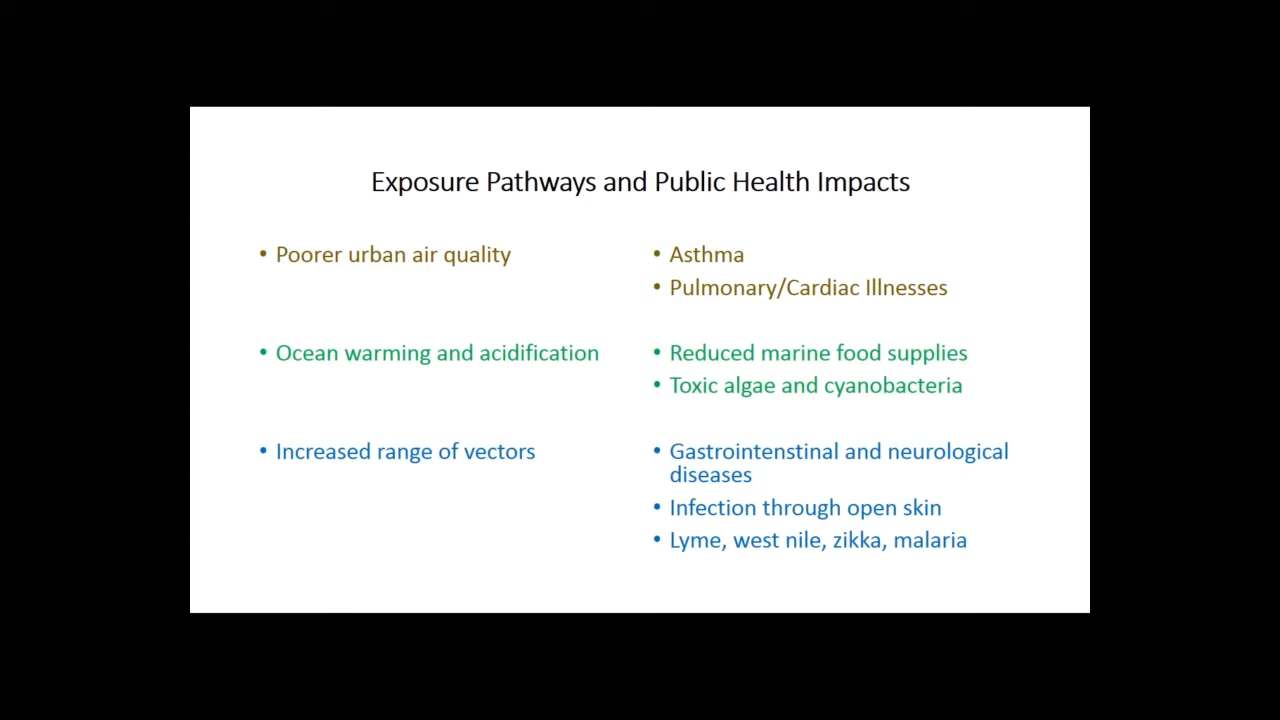 Exposure Pathways and Public Health Impacts
• Poorer urban air quality
• Asthma
• Pulmonary/Cardiac Illnesses
• Ocean warming and acidification
• Reduced marine food supplies
• Toxic algae and cyanobacteria
• Increased range of vectors
• Gastrointenstinal and neurological
diseases
• Infection through open skin
• Lyme, west nile, zikka, malaria